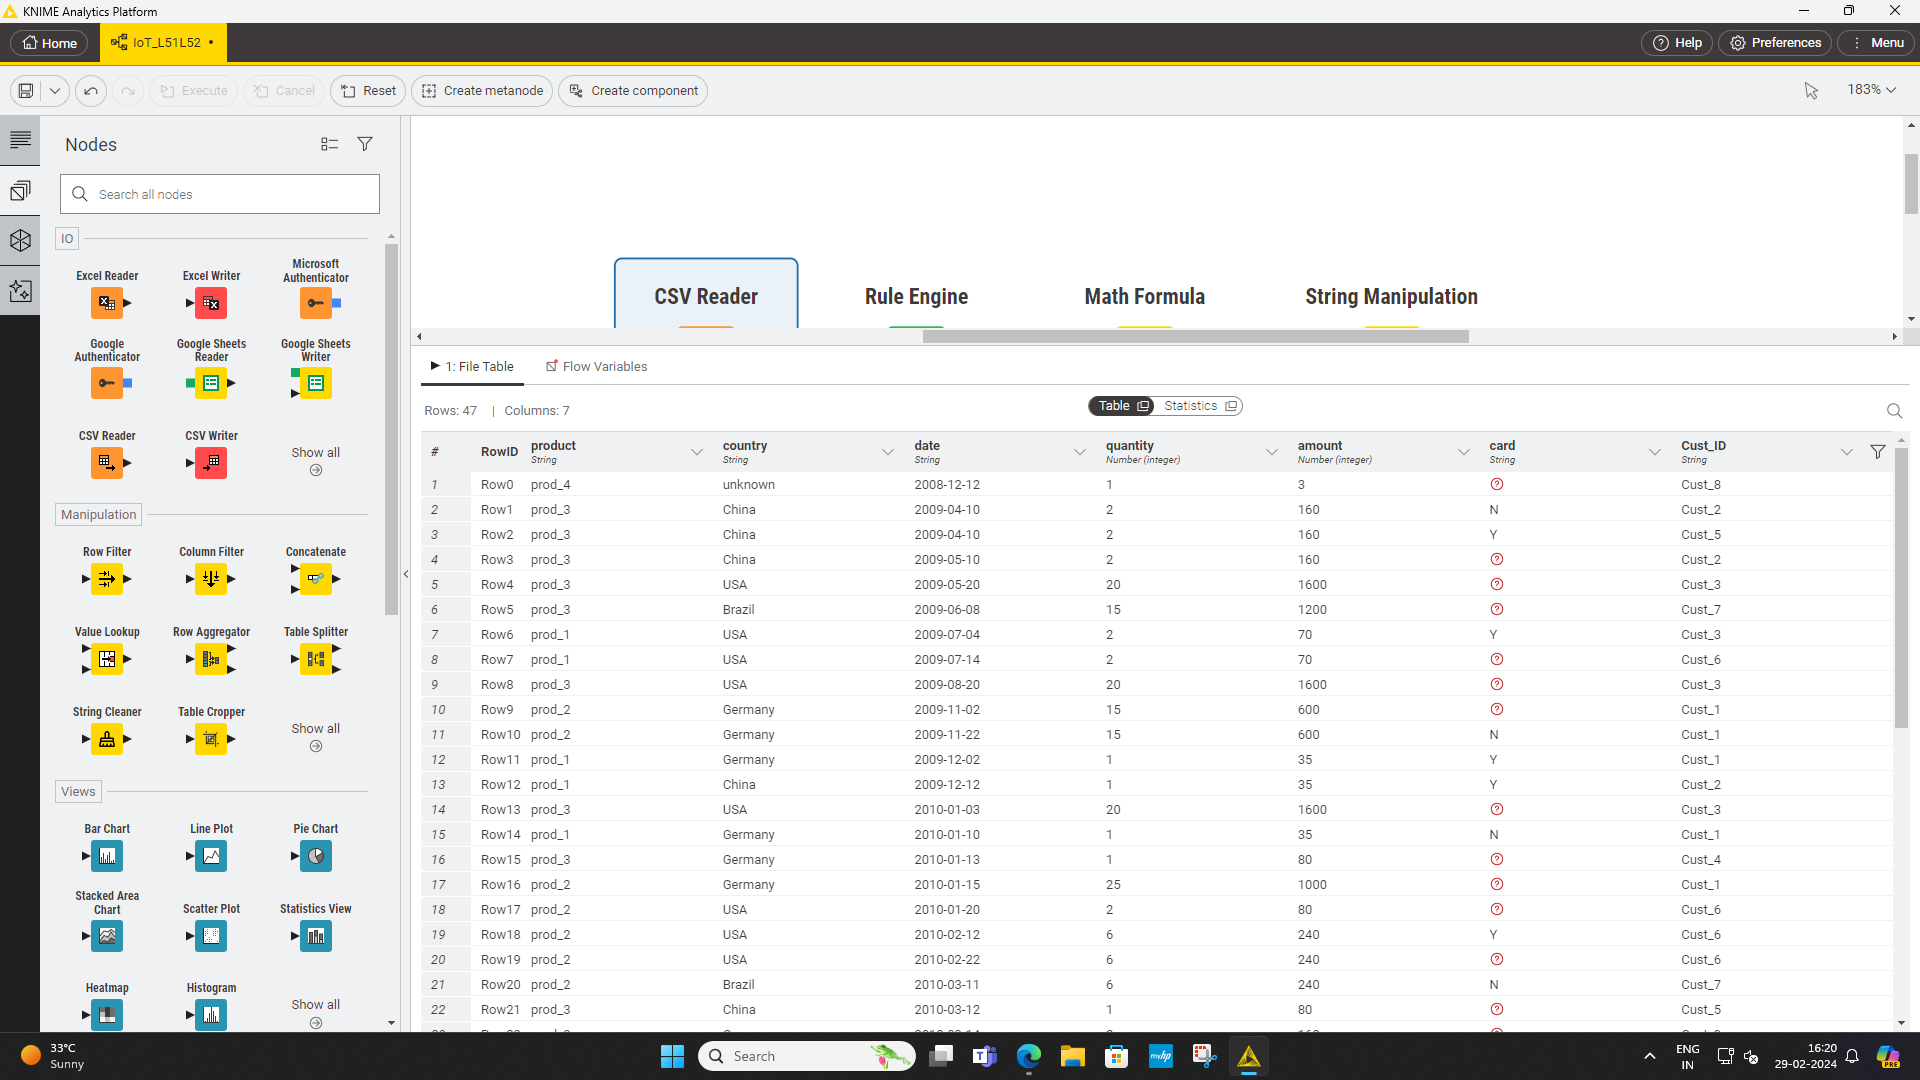 KNIME Analytics Platform
Home
IoT_L51L52 •
Help
Preferences
Menu
Execute
Cancel
Reset
Create metanode
Create component
183%
Nodes
Search all nodes
IO
Excel Reader
Excel Writer
Microsoft Authenticator
Google Authenticator
Google Sheets Reader
Google Sheets Writer
CSV Reader
CSV Writer
Show all
Manipulation
Row Filter
Column Filter
Concatenate
Value Lookup
Row Aggregator
Table Splitter
String Cleaner
Table Cropper
Show all
Views
Bar Chart
Line Plot
Pie Chart
Stacked Area Chart
Scatter Plot
Statistics View
Heatmap
Histogram
Show all
CSV Reader
Rule Engine
Math Formula
String Manipulation
1: File Table
Flow Variables
Rows: 47 | Columns: 7
Table
Statistics
# RowID product country date quantity amount card Cust_ID
String String String Number (integer) Number (integer) String String
1 Row0 prod_4 unknown 2008-12-12 1 3 ? Cust_8
2 Row1 prod_3 China 2009-04-10 2 160 N Cust_2
3 Row2 prod_3 China 2009-04-10 2 160 Y Cust_5
4 Row3 prod_3 China 2009-05-10 2 160 ? Cust_2
5 Row4 prod_3 USA 2009-05-20 20 1600 ? Cust_3
6 Row5 prod_3 Brazil 2009-06-08 15 1200 ? Cust_7
7 Row6 prod_1 USA 2009-07-04 2 70 Y Cust_3
8 Row7 prod_1 USA 2009-07-14 2 70 ? Cust_6
9 Row8 prod_3 USA 2009-08-20 20 1600 ? Cust_3
10 Row9 prod_2 Germany 2009-11-02 15 600 ? Cust_1
11 Row10 prod_2 Germany 2009-11-22 15 600 N Cust_1
12 Row11 prod_1 Germany 2009-12-02 1 35 Y Cust_1
13 Row12 prod_1 China 2009-12-12 1 35 Y Cust_2
14 Row13 prod_3 USA 2010-01-03 20 1600 ? Cust_3
15 Row14 prod_1 Germany 2010-01-10 1 35 N Cust_1
16 Row15 prod_3 Germany 2010-01-13 1 80 ? Cust_4
17 Row16 prod_2 Germany 2010-01-15 25 1000 ? Cust_1
18 Row17 prod_2 USA 2010-01-20 2 80 ? Cust_6
19 Row18 prod_2 USA 2010-02-12 6 240 Y Cust_6
20 Row19 prod_2 USA 2010-02-22 6 240 ? Cust_6
21 Row20 prod_2 Brazil 2010-03-11 6 240 N Cust_7
22 Row21 prod_3 China 2010-03-12 1 80 ? Cust_5
33°C
Sunny
Search
myhp
ENG
IN
16:20
29-02-2024
PRE